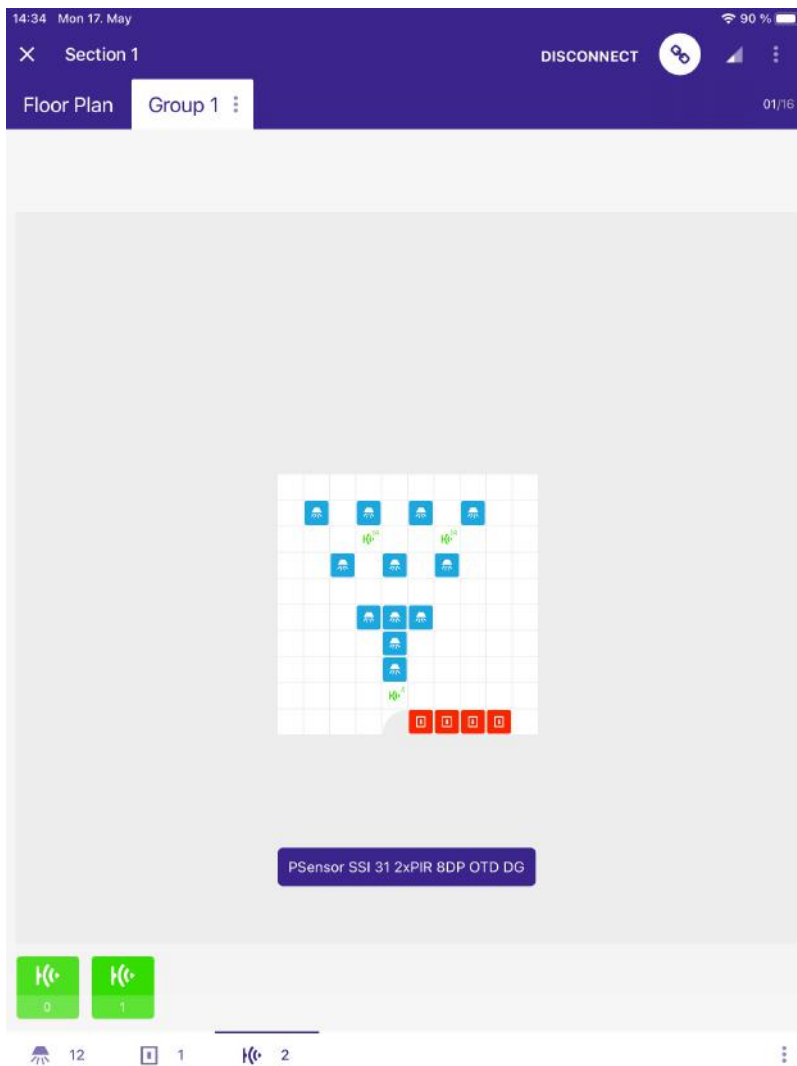 14:34 Mon 17. May 90 %
Section 1 DISCONNECT
Floor Plan Group 1 01/16
PSensor SSI 31 2xPIR 8DP OTD DG
0 1
12 1 2